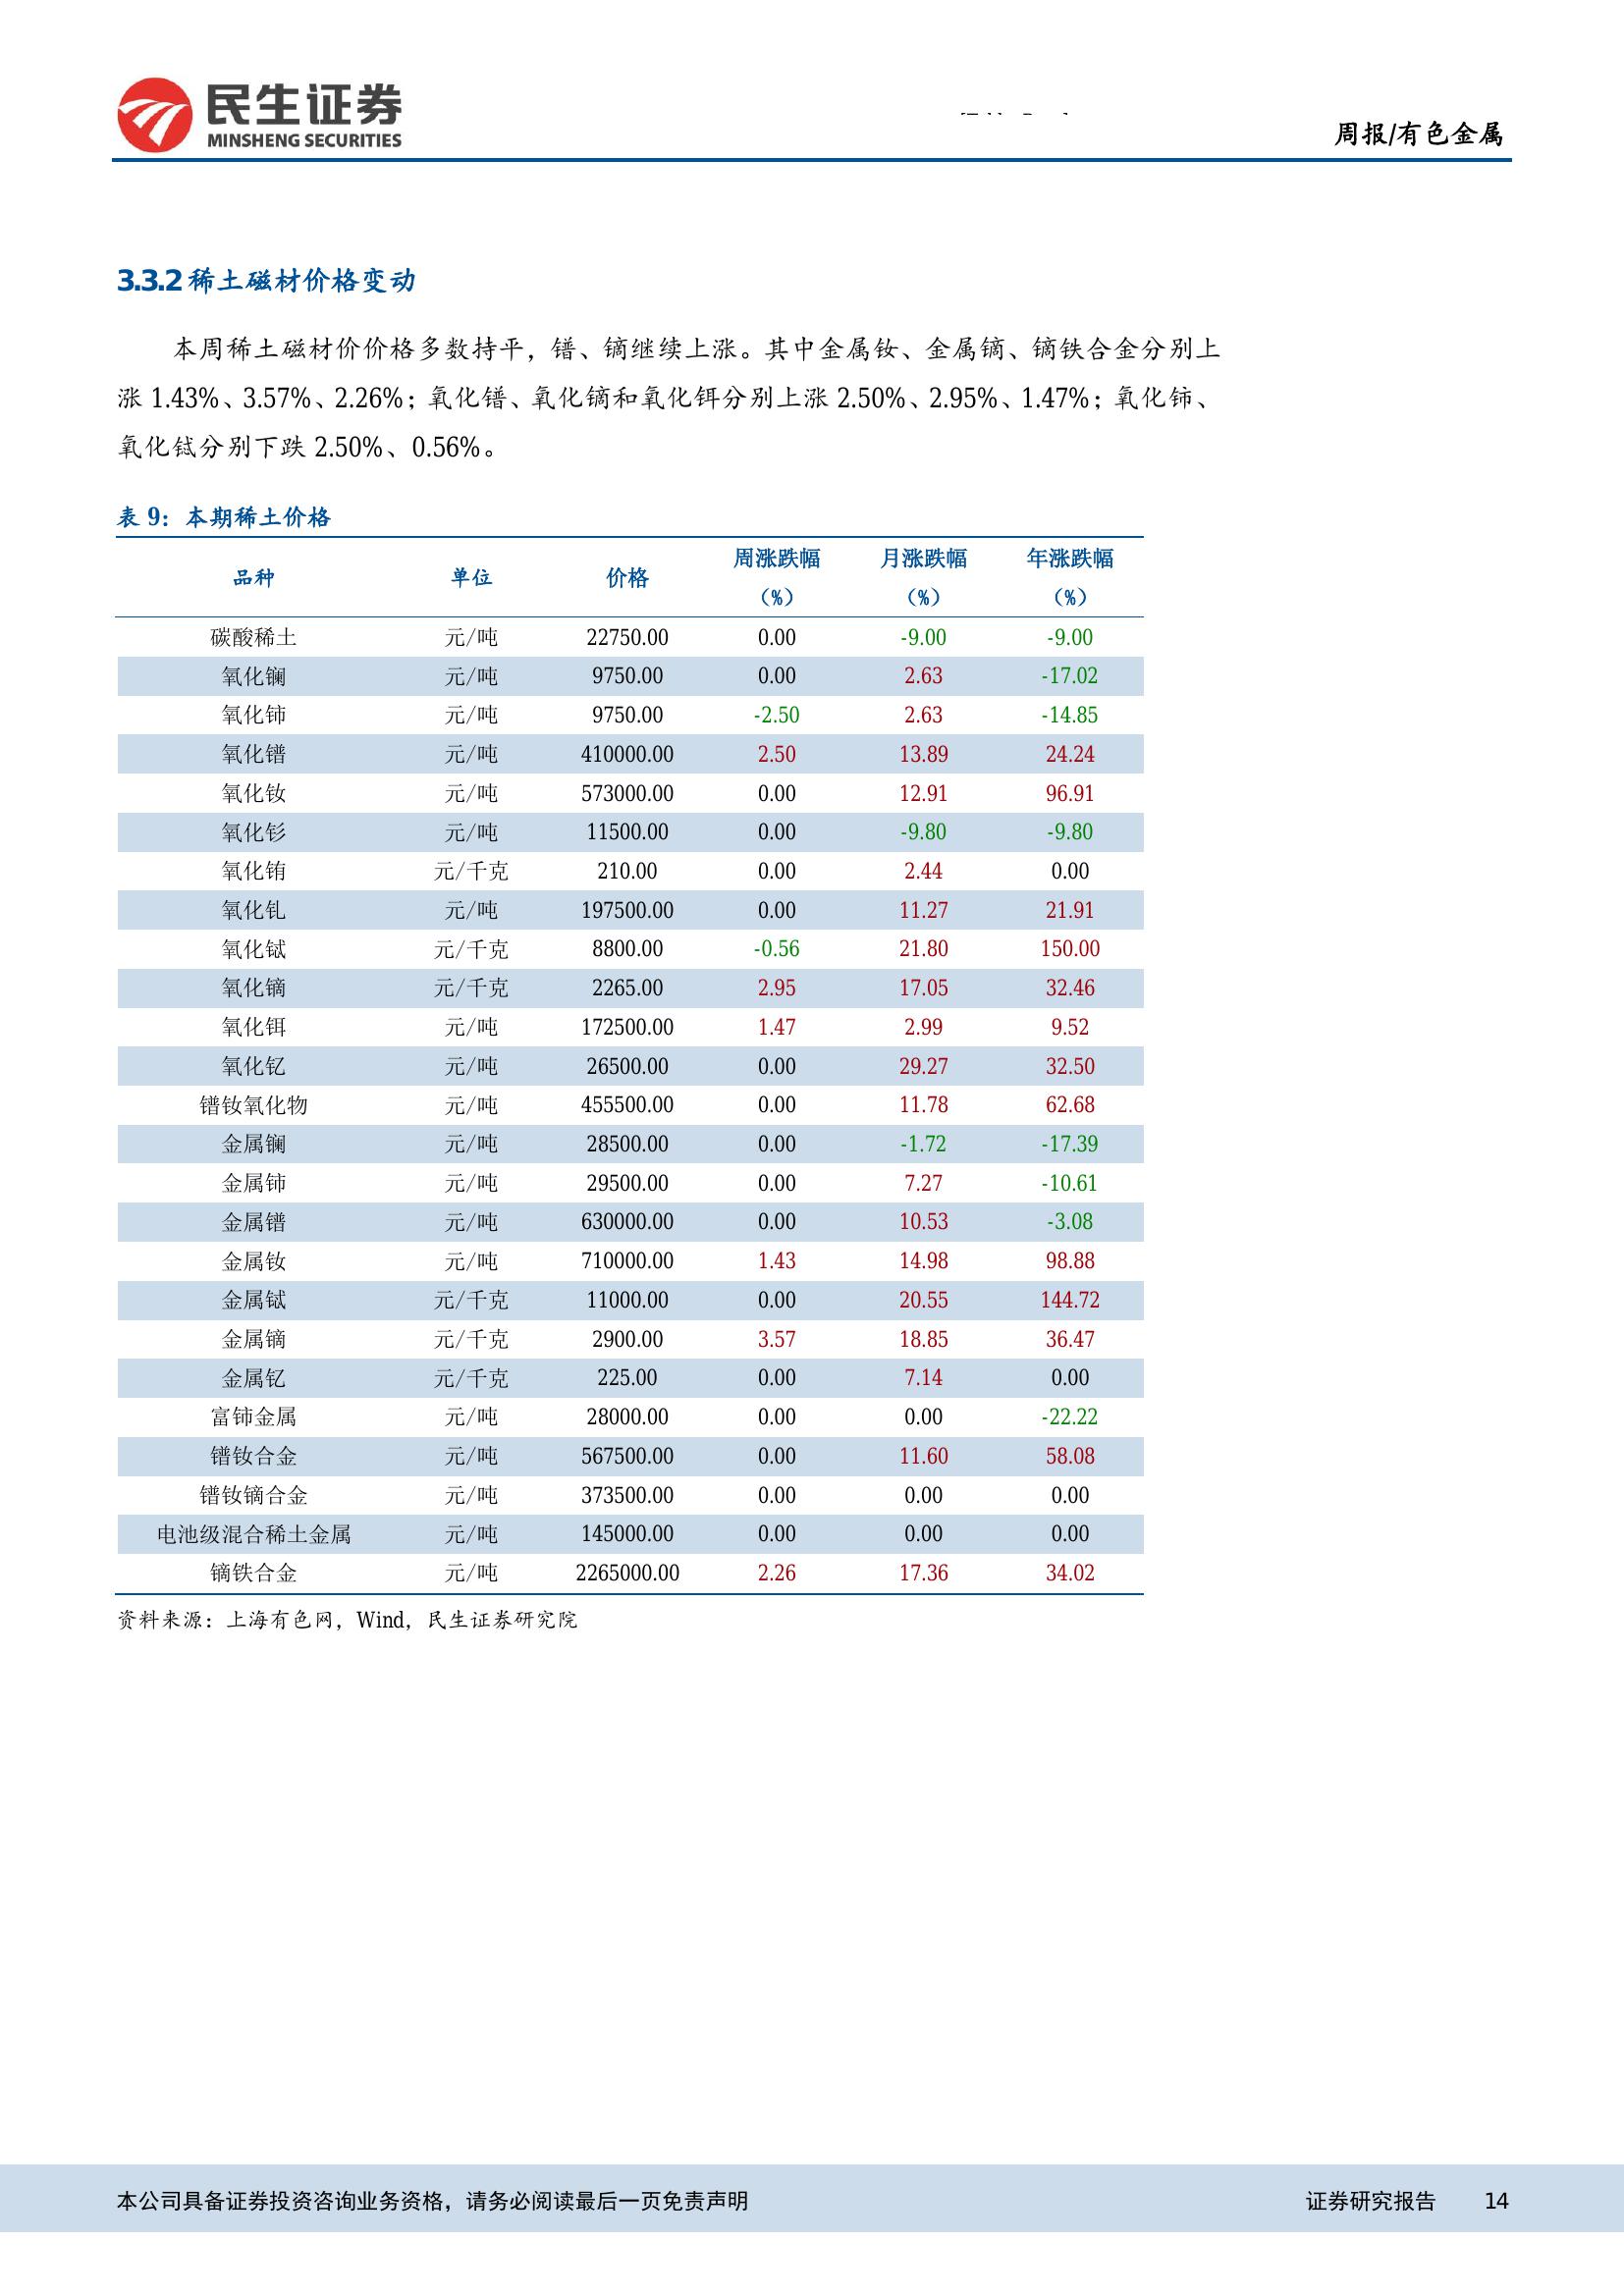 民生证券
MINSHENG SECURITIES
周报/有色金属
3.3.2 稀土磁材价格变动
本周稀土磁材价价格多数持平，镨、镝继续上涨。其中金属钕、金属镝、镝铁合金分别上
涨 1.43%、3.57%、2.26%；氧化镨、氧化镝和氧化铒分别上涨 2.50%、2.95%、1.47%；氧化铈、
氧化铽分别下跌 2.50%、0.56%。
表 9：本期稀土价格
品种 单位 价格 周涨跌幅（%） 月涨跌幅（%） 年涨跌幅（%）
碳酸稀土 元/吨 22750.00 0.00 -9.00 -9.00
氧化镧 元/吨 9750.00 0.00 2.63 -17.02
氧化铈 元/吨 9750.00 -2.50 2.63 -14.85
氧化镨 元/吨 410000.00 2.50 13.89 24.24
氧化钕 元/吨 573000.00 0.00 12.91 96.91
氧化钐 元/吨 11500.00 0.00 -9.80 -9.80
氧化铕 元/千克 210.00 0.00 2.44 0.00
氧化钆 元/吨 197500.00 0.00 11.27 21.91
氧化铽 元/千克 8800.00 -0.56 21.80 150.00
氧化镝 元/千克 2265.00 2.95 17.05 32.46
氧化铒 元/吨 172500.00 1.47 2.99 9.52
氧化钇 元/吨 26500.00 0.00 29.27 32.50
镨钕氧化物 元/吨 455500.00 0.00 11.78 62.68
金属镧 元/吨 28500.00 0.00 -1.72 -17.39
金属铈 元/吨 29500.00 0.00 7.27 -10.61
金属镨 元/吨 630000.00 0.00 10.53 -3.08
金属钕 元/吨 710000.00 1.43 14.98 98.88
金属铽 元/千克 11000.00 0.00 20.55 144.72
金属镝 元/千克 2900.00 3.57 18.85 36.47
金属钇 元/千克 225.00 0.00 7.14 0.00
富铈金属 元/吨 28000.00 0.00 0.00 -22.22
镨钕合金 元/吨 567500.00 0.00 11.60 58.08
镨钕镝合金 元/吨 373500.00 0.00 0.00 0.00
电池级混合稀土金属 元/吨 145000.00 0.00 0.00 0.00
镝铁合金 元/吨 2265000.00 2.26 17.36 34.02
资料来源：上海有色网，Wind，民生证券研究院
本公司具备证券投资咨询业务资格，请务必阅读最后一页免责声明 证券研究报告 14